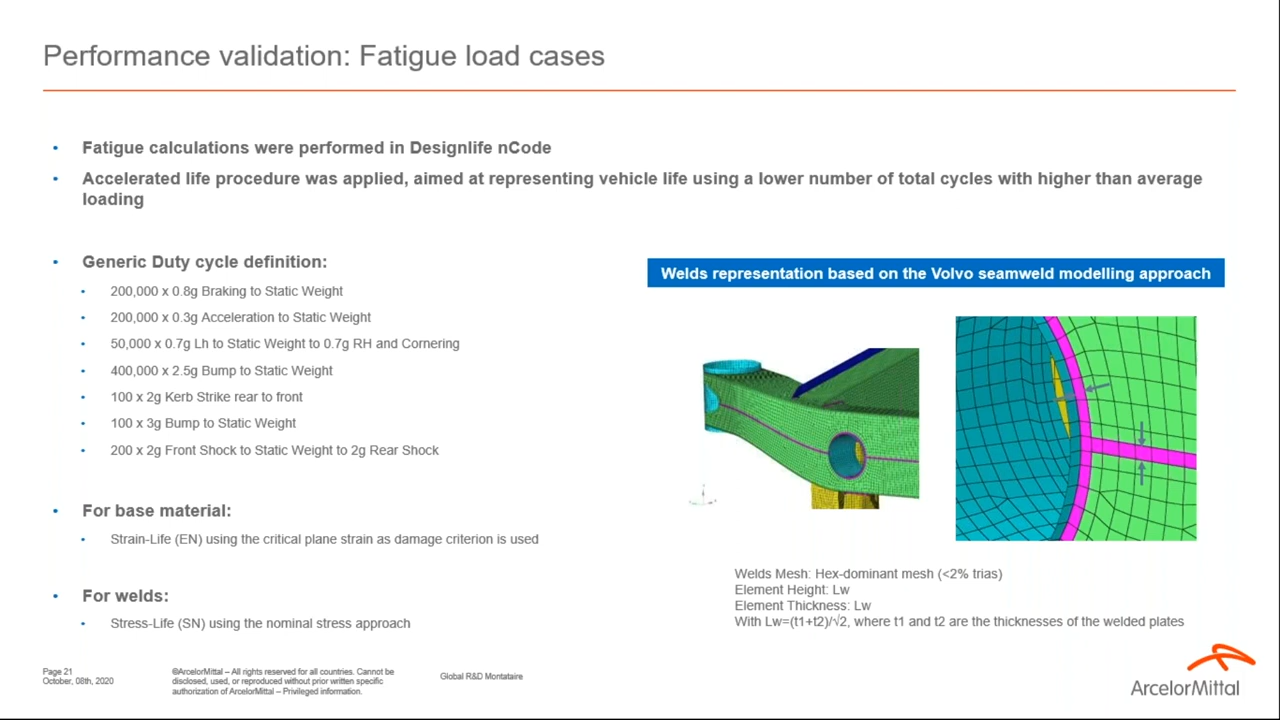 Performance validation: Fatigue load cases
• Fatigue calculations were performed in Designlife nCode
• Accelerated life procedure was applied, aimed at representing vehicle life using a lower number of total cycles with higher than average
loading
• Generic Duty cycle definition:
• 200,000 x 0.8g Braking to Static Weight
• 200,000 x 0.3g Acceleration to Static Weight
• 50,000 x 0.7g Lh to Static Weight to 0.7g RH and Cornering
• 400,000 x 2.5g Bump to Static Weight
• 100 x 2g Kerb Strike rear to front
• 100 x 3g Bump to Static Weight
• 200 x 2g Front Shock to Static Weight to 2g Rear Shock
• For base material:
• Strain-Life (EN) using the critical plane strain as damage criterion is used
• For welds:
• Stress-Life (SN) using the nominal stress approach
Welds representation based on the Volvo seamweld modelling approach
Welds Mesh: Hex-dominant mesh (<2% trias)
Element Height: Lw
Element Thickness: Lw
With Lw=(t1+t2)/√2, where t1 and t2 are the thicknesses of the welded plates
Page 21
October, 08th, 2020
©ArcelorMittal – All rights reserved for all countries. Cannot be
disclosed, used, or reproduced without prior written specific
authorization of ArcelorMittal – Privileged information.
Global R&D Montataire
ArcelorMittal